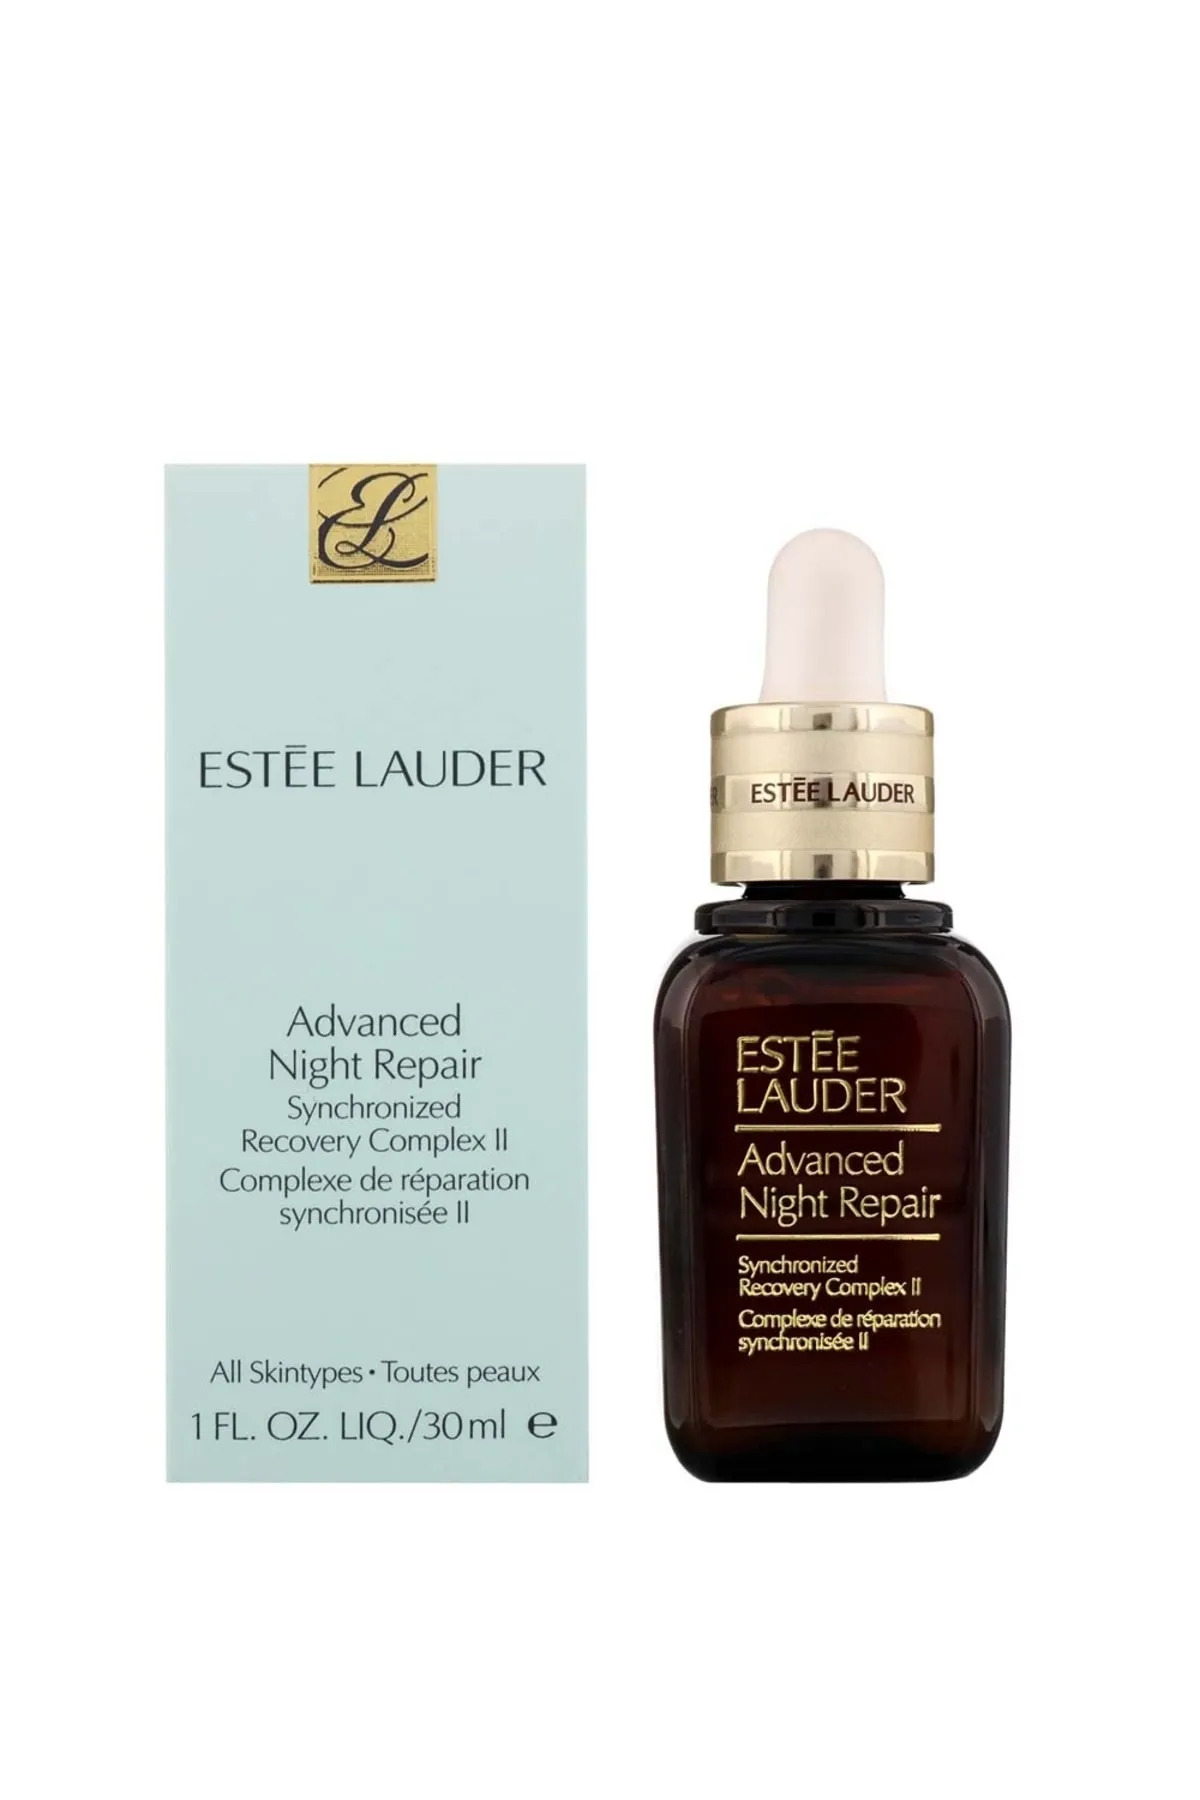 ESTĒE LAUDER
Advanced
Night Repair
Synchronized
Recovery Complex II
Complexe de réparation
synchronisée II
All Skintypes • Toutes peaux
1 FL. OZ. LIQ./30 ml ℮
ESTĒE LAUDER
ESTĒE
LAUDER
Advanced
Night Repair
Synchronized
Recovery Complex II
Complexe de réparation
synchronisée II